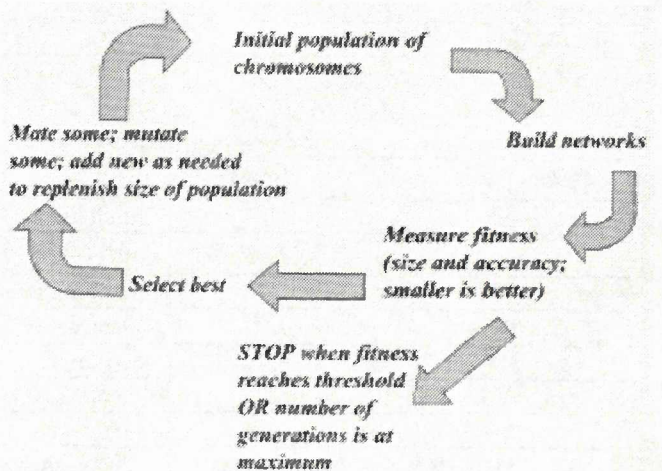 Initial population of
chromosomes
Build networks
Measure fitness
(size and accuracy;
smaller is better)
Select best
Mate some; mutate
some; add new as needed
to replenish size of population
STOP when fitness
reaches threshold
OR number of
generations is at
maximum